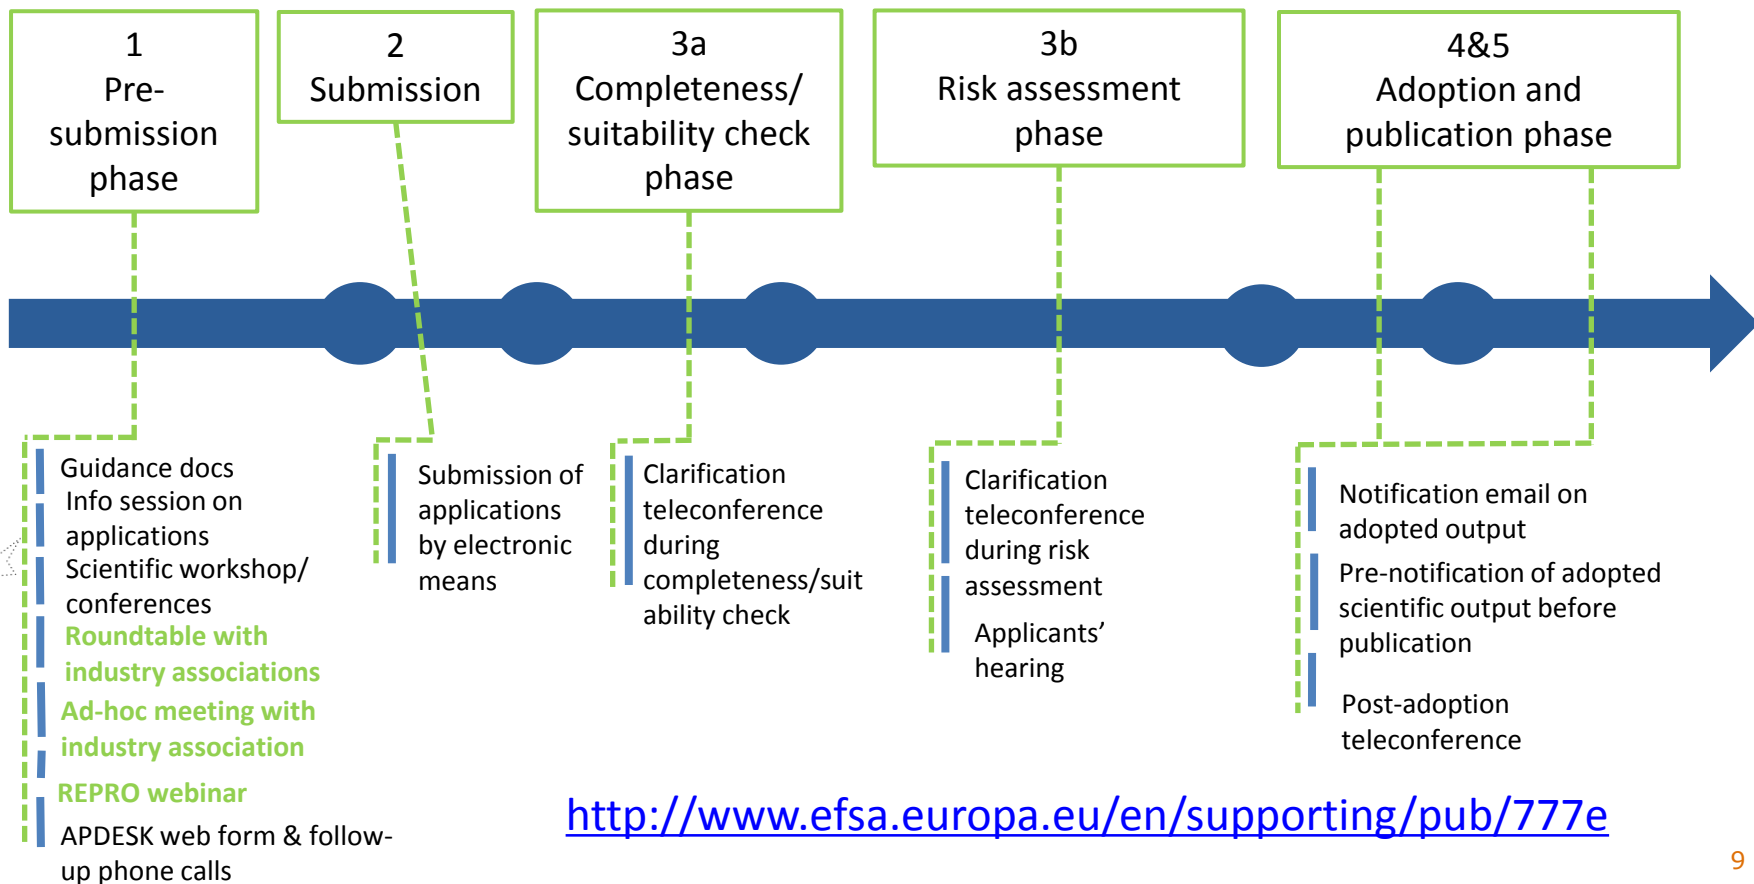 1
Pre-
submission
phase
2
Submission
3a
Completeness/
suitability check
phase
3b
Risk assessment
phase
4&5
Adoption and
publication phase
Guidance docs
Info session on
applications
Scientific workshop/
conferences
Roundtable with
industry associations
Ad-hoc meeting with
industry association
REPRO webinar
APDESK web form & follow-
up phone calls
Submission of
applications
by electronic
means
Clarification
teleconference
during
completeness/suit
ability check
Clarification
teleconference
during risk
assessment
Applicants’
hearing
Notification email on
adopted output
Pre-notification of adopted
scientific output before
publication
Post-adoption
teleconference
http://www.efsa.europa.eu/en/supporting/pub/777e
9